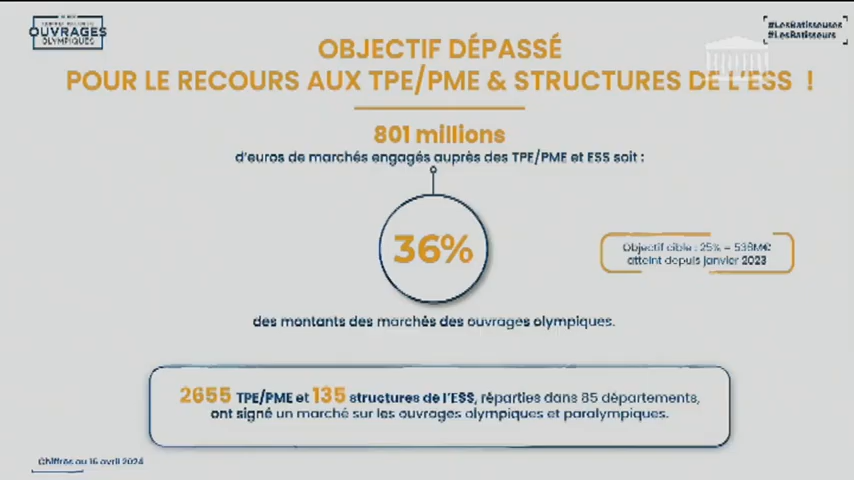 OUVRAGES
OLYMPIQUES
#LesBatisseuses
#LesBatisseurs
OBJECTIF DÉPASSÉ
POUR LE RECOURS AUX TPE/PME & STRUCTURES DE L'ESS !
801 millions
d'euros de marchés engagés auprès des TPE/PME et ESS soit :
36%
Objectif cible : 25% = 538M€
atteint depuis janvier 2023
des montants des marchés des ouvrages olympiques.
2655 TPE/PME et 135 structures de l'ESS, réparties dans 85 départements,
ont signé un marché sur les ouvrages olympiques et paralympiques.
Chiffres au 16 avril 2024